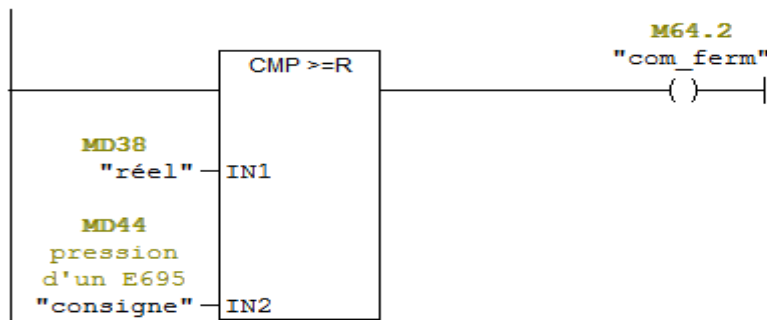 M64.2
CMP >=R
"com_ferm"
( )
MD38
"réel"
IN1
MD44
pression
d'un E695
"consigne"
IN2